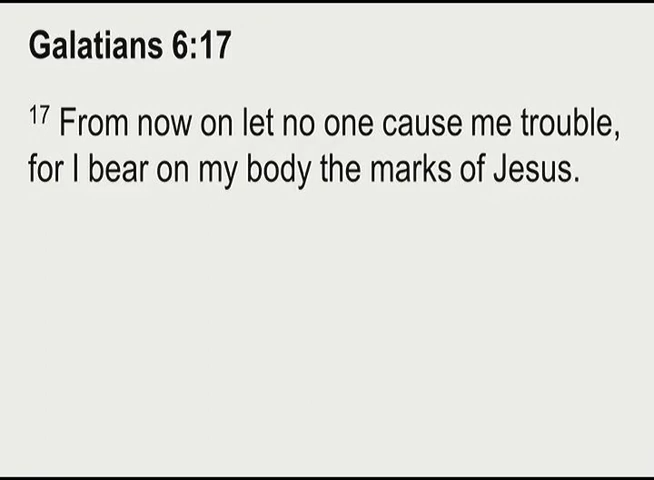 Galatians 6:17
17 From now on let no one cause me trouble,
for I bear on my body the marks of Jesus.